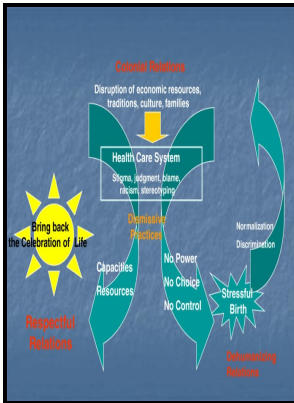 Colonial Relations
Disruption of economic resources,
traditions, culture, families
Health Care System
Stigma, judgment, blame,
racism, stereotyping
Dismissive
Practices
Bring back
the Celebration of Life
Capacities
Resources
No Power
No Choice
No Control
Normalization
Discrimination
Stressful
Birth
Respectful
Relations
Dehumanizing
Relations